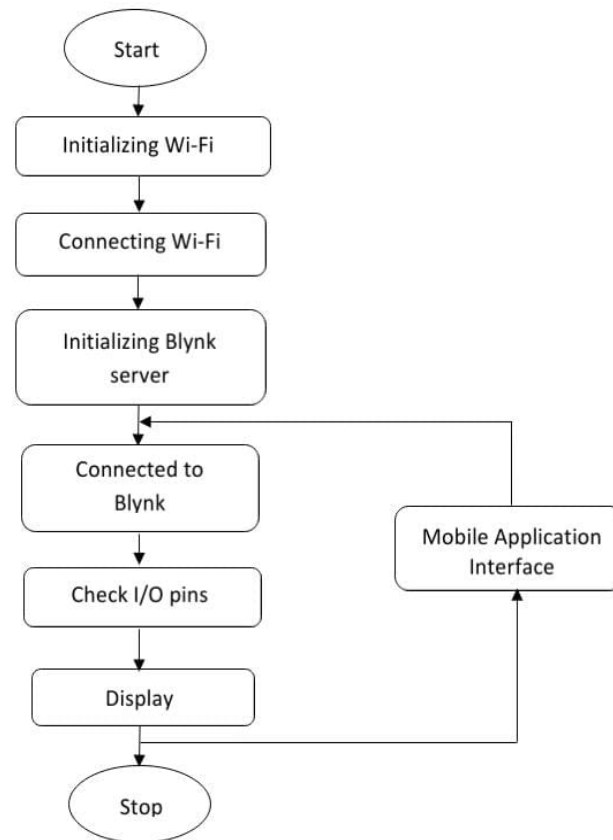 Start
Initializing Wi-Fi
Connecting Wi-Fi
Initializing Blynk
server
Connected to
Blynk
Check I/O pins
Display
Stop
Mobile Application
Interface